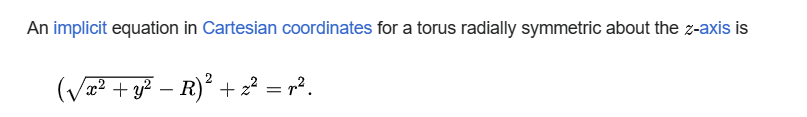 An implicit equation in Cartesian coordinates for a torus radially symmetric about the z-axis is
(√x² + y² − R)² + z² = r².